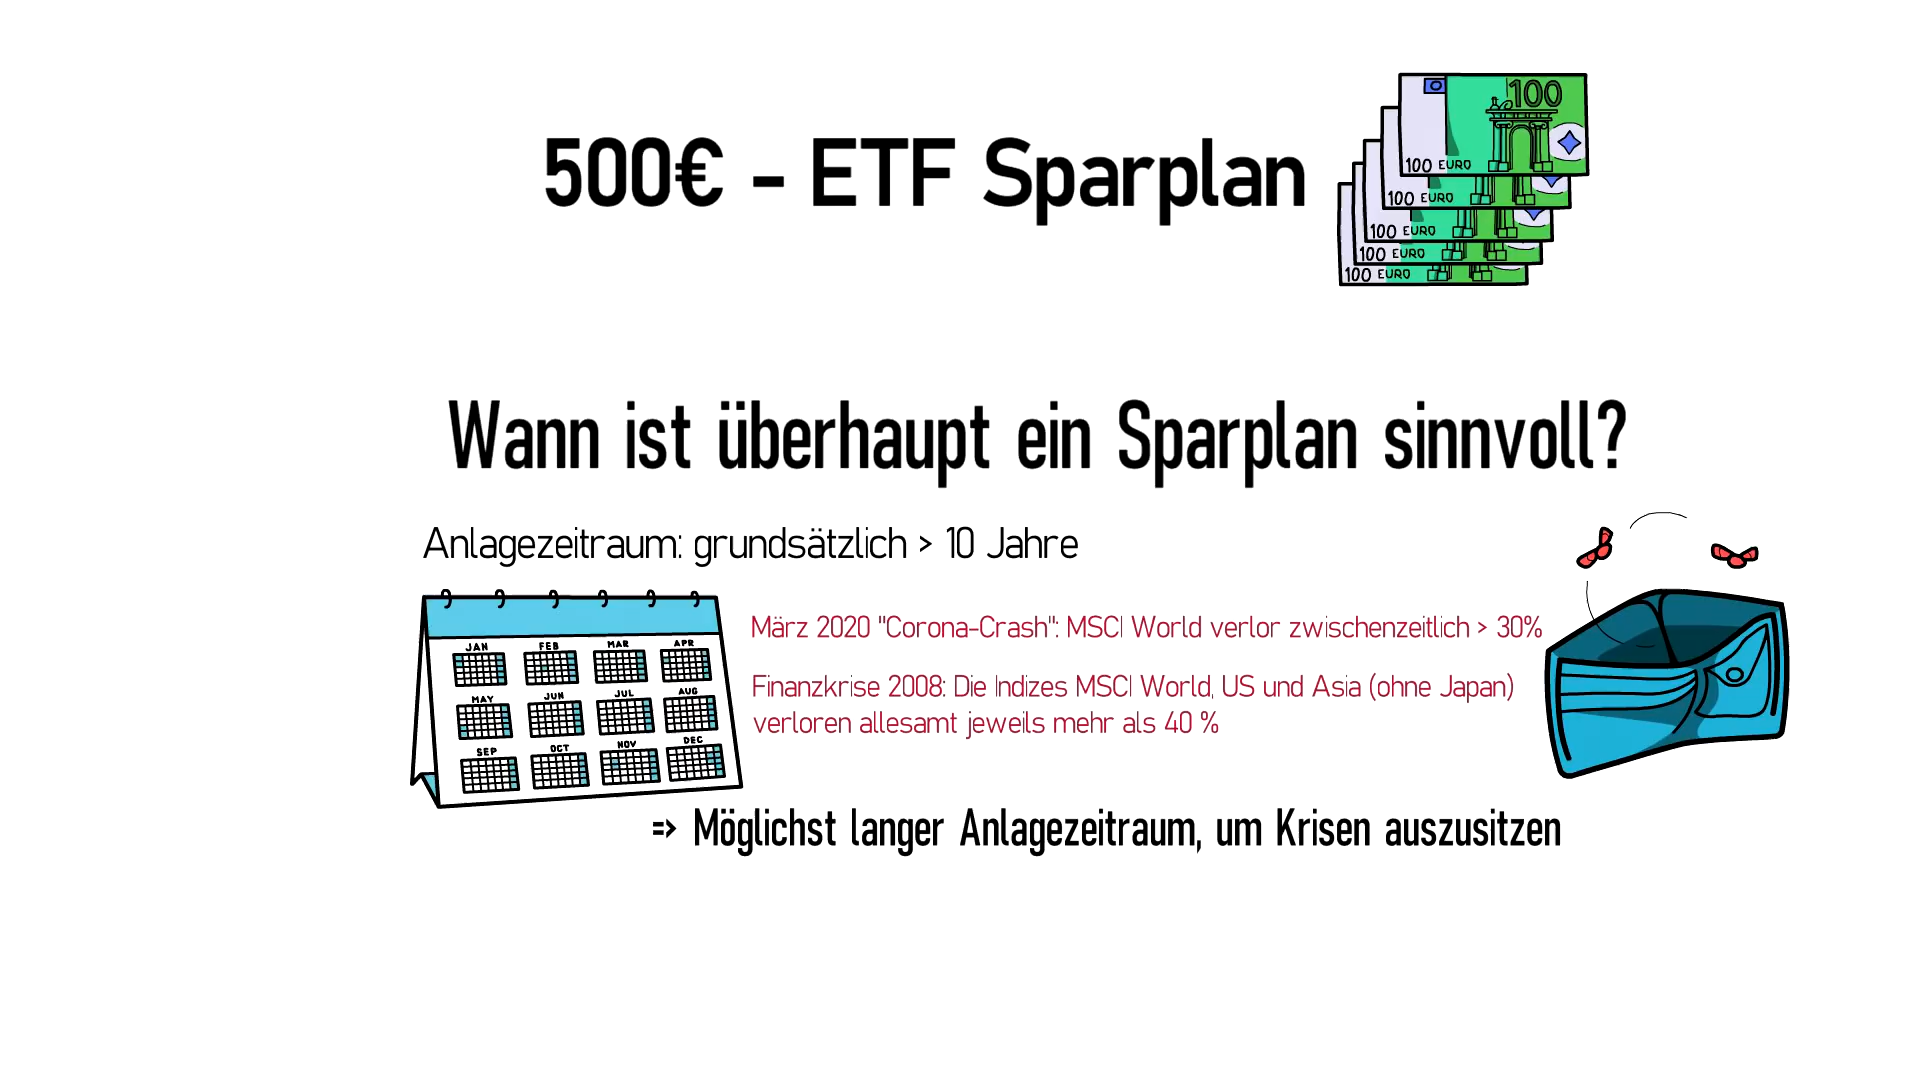 500€ - ETF Sparplan
100
100 EURO
100 EURO
100 EURO
100 EURO
100 EURO
Wann ist überhaupt ein Sparplan sinnvoll?
Anlagezeitraum: grundsätzlich > 10 Jahre
JAN FEB MAR APR
MAY JUN JUL AUG
SEP OCT NOV DEC
März 2020 "Corona-Crash": MSCI World verlor zwischenzeitlich > 30%
Finanzkrise 2008: Die Indizes MSCI World, US und Asia (ohne Japan)
verloren allesamt jeweils mehr als 40 %
=> Möglichst langer Anlagezeitraum, um Krisen auszusitzen